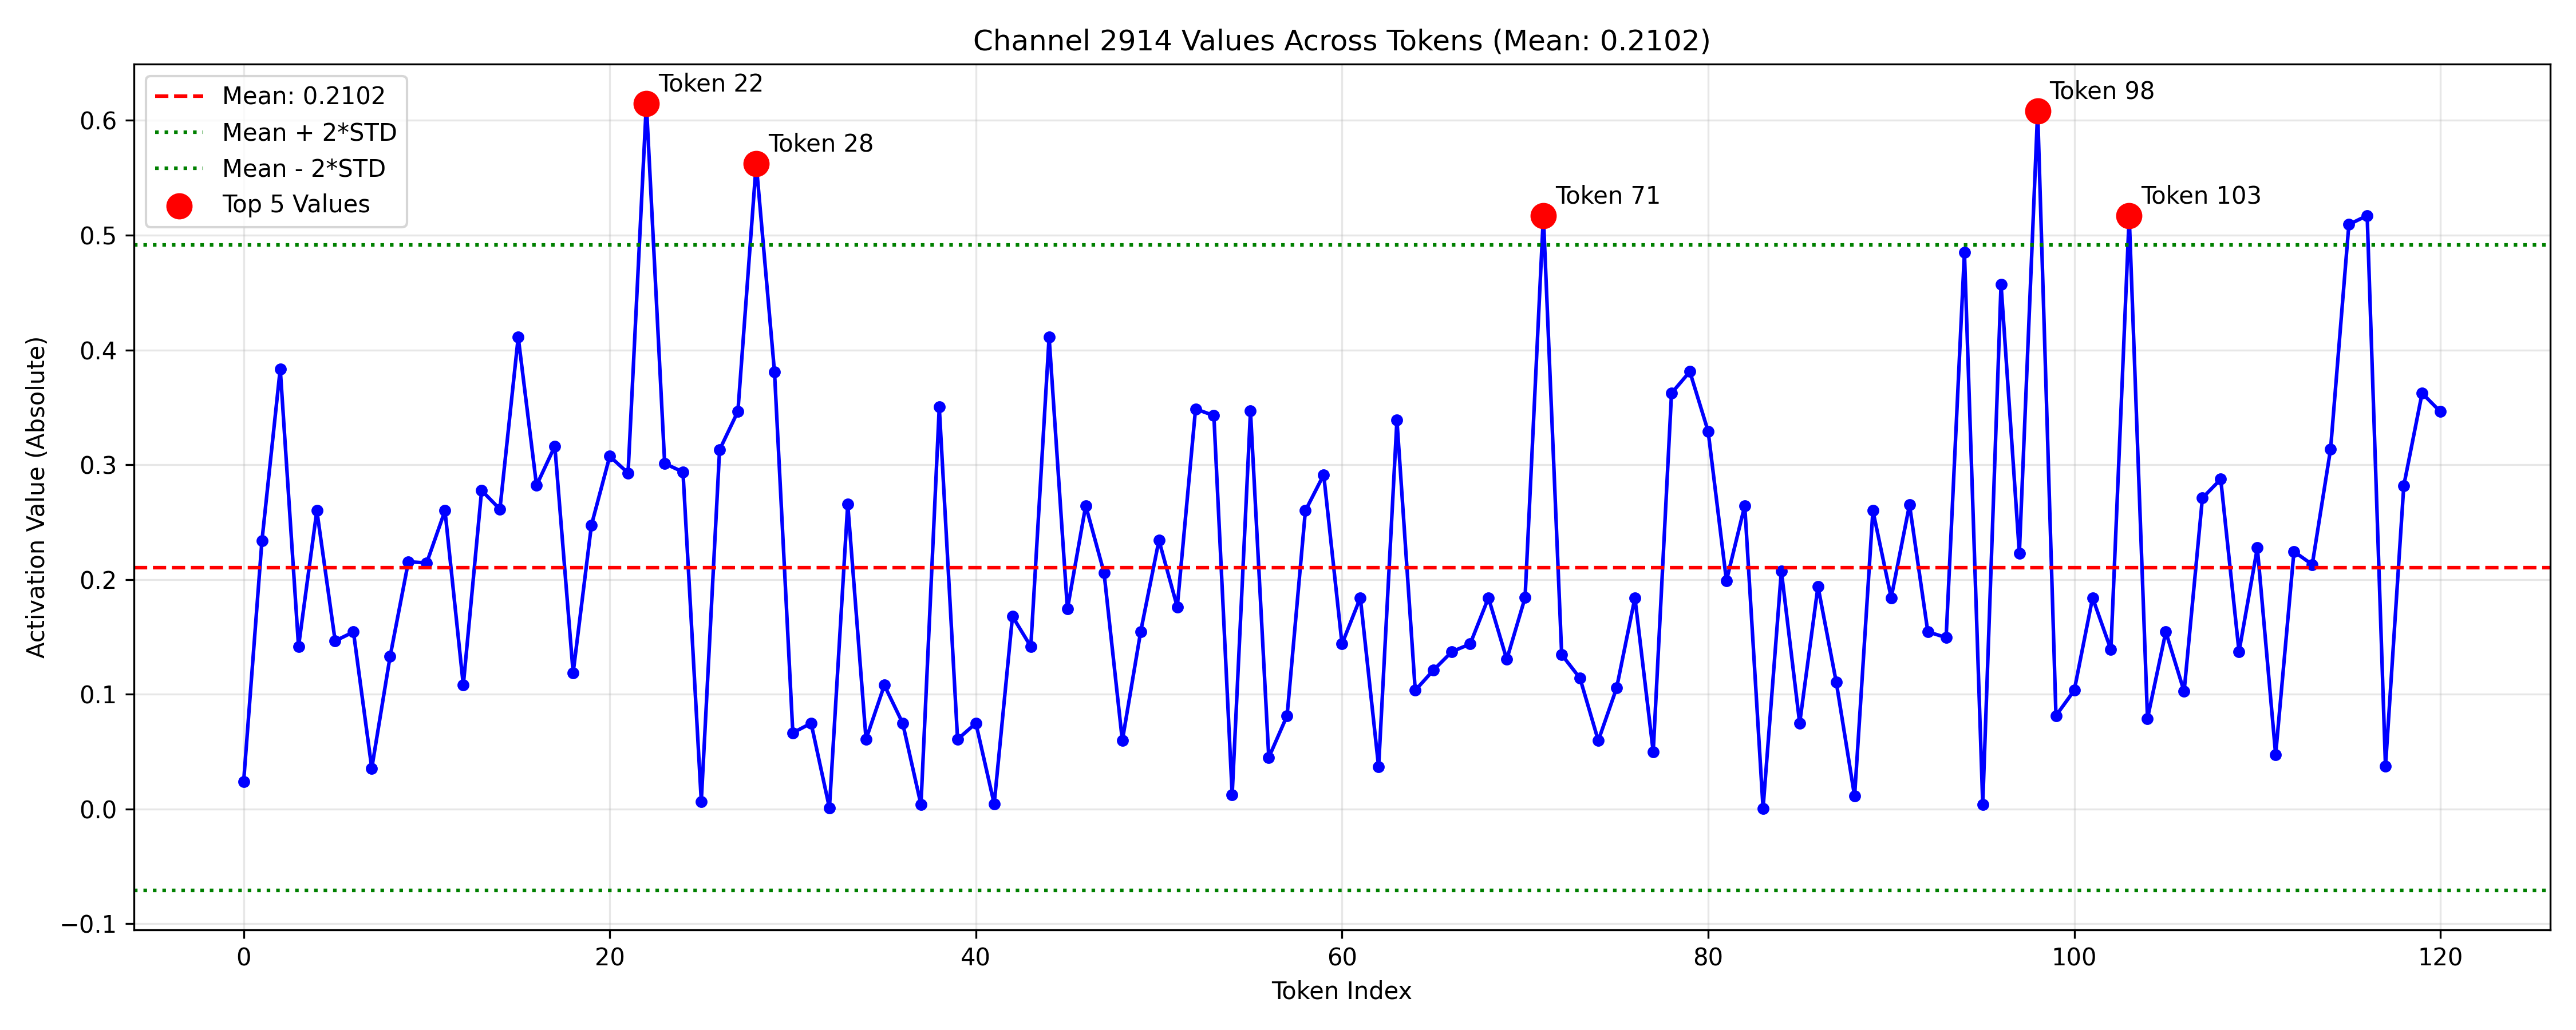 Channel 2914 Values Across Tokens (Mean: 0.2102)
Mean: 0.2102
Mean + 2*STD
Mean - 2*STD
Top 5 Values
Token 22
Token 28
Token 71
Token 98
Token 103
Activation Value (Absolute)
0.6
0.5
0.4
0.3
0.2
0.1
0.0
−0.1
0
20
40
60
80
100
120
Token Index